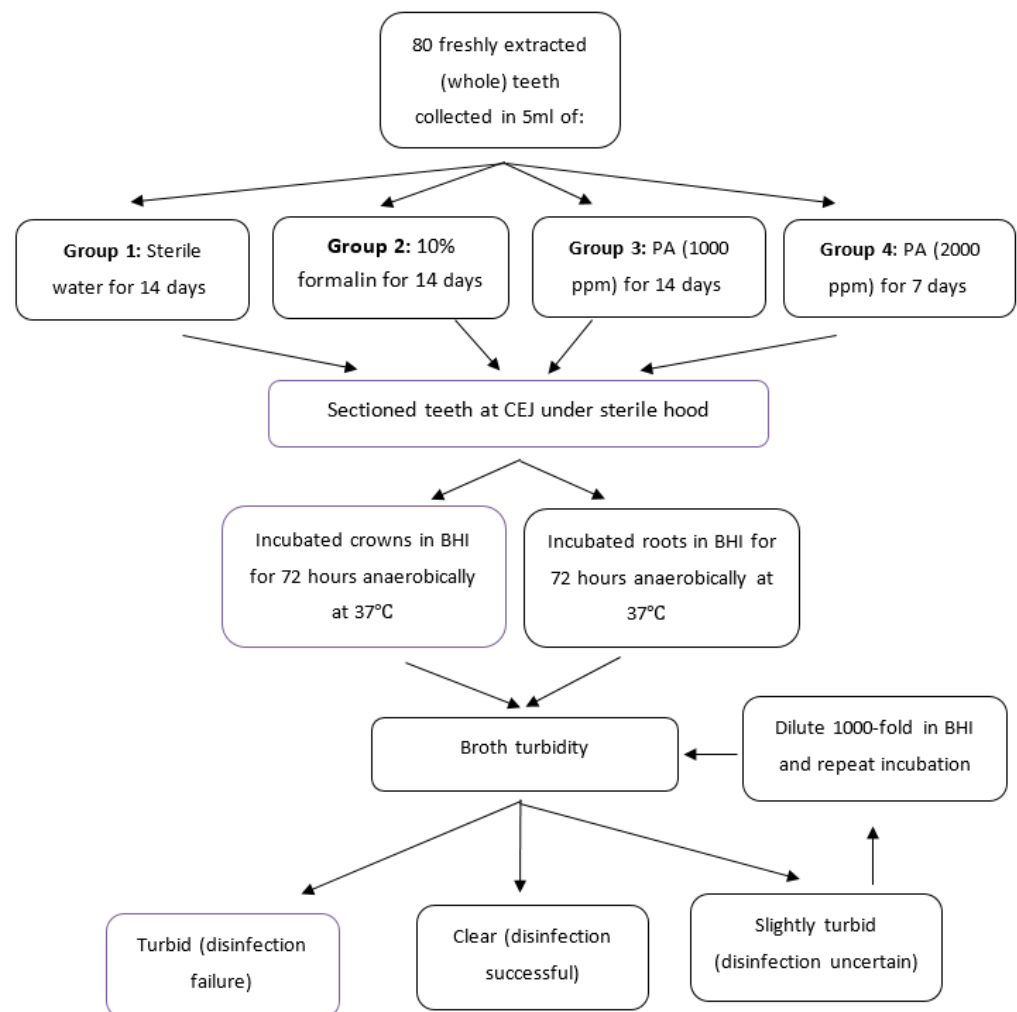 80 freshly extracted
(whole) teeth
collected in 5ml of:
Group 1: Sterile
water for 14 days
Group 2: 10%
formalin for 14 days
Group 3: PA (1000
ppm) for 14 days
Group 4: PA (2000
ppm) for 7 days
Sectioned teeth at CEJ under sterile hood
Incubated crowns in BHI
for 72 hours anaerobically
at 37℃
Incubated roots in BHI for
72 hours anaerobically at
37℃
Broth turbidity
Dilute 1000-fold in BHI
and repeat incubation
Turbid (disinfection
failure)
Clear (disinfection
successful)
Slightly turbid
(disinfection uncertain)